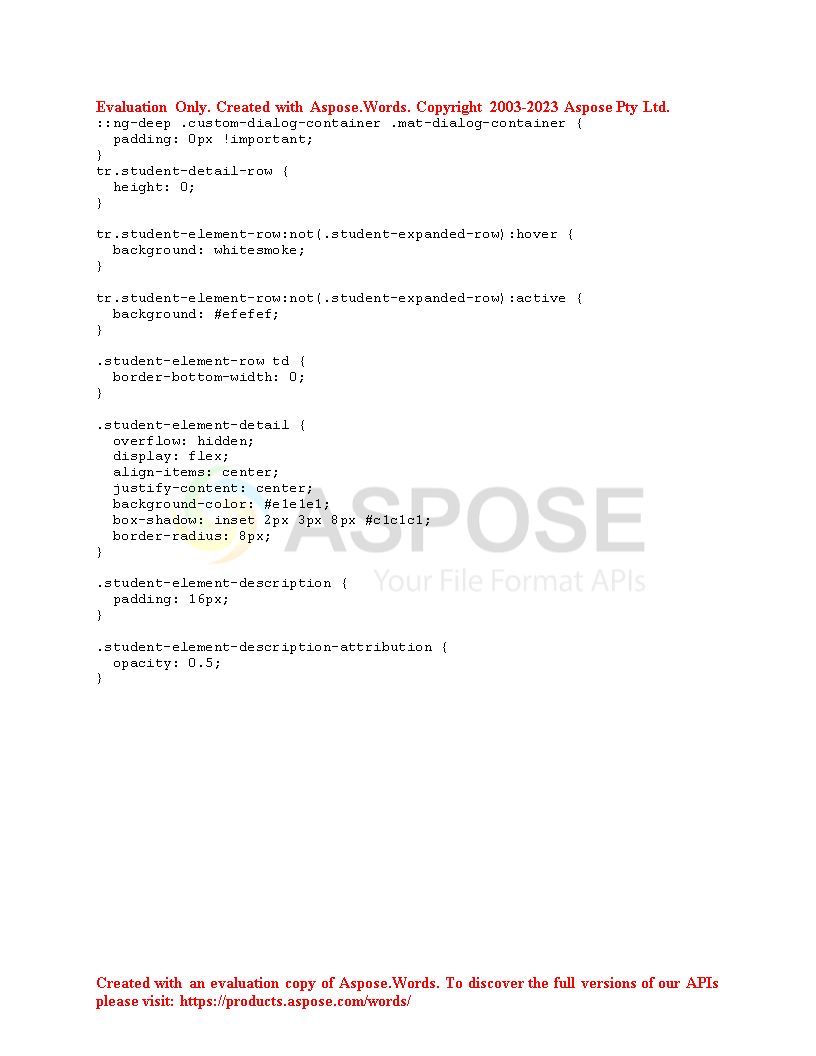 Evaluation Only. Created with Aspose.Words. Copyright 2003-2023 Aspose Pty Ltd.
::ng-deep .custom-dialog-container .mat-dialog-container {
  padding: 0px !important;
}
tr.student-detail-row {
  height: 0;
}

tr.student-element-row:not(.student-expanded-row):hover {
  background: whitesmoke;
}

tr.student-element-row:not(.student-expanded-row):active {
  background: #efefef;
}

.student-element-row td {
  border-bottom-width: 0;
}

.student-element-detail {
  overflow: hidden;
  display: flex;
  align-items: center;
  justify-content: center;
  background-color: #e1e1e1;
  box-shadow: inset 2px 3px 8px #c1c1c1;
  border-radius: 8px;
}
ASPOSE
Your File Format APIs

.student-element-description {
  padding: 16px;
}

.student-element-description-attribution {
  opacity: 0.5;
}
Created with an evaluation copy of Aspose.Words. To discover the full versions of our APIs
please visit: https://products.aspose.com/words/